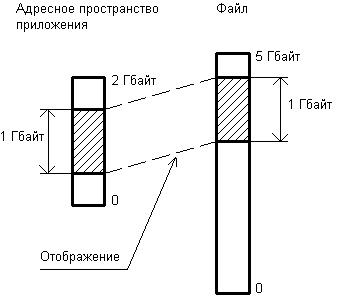 Адресное пространство
приложения
Файл
5 Гбайт
2 Гбайт
1 Гбайт
1 Гбайт
0
Отображение
0